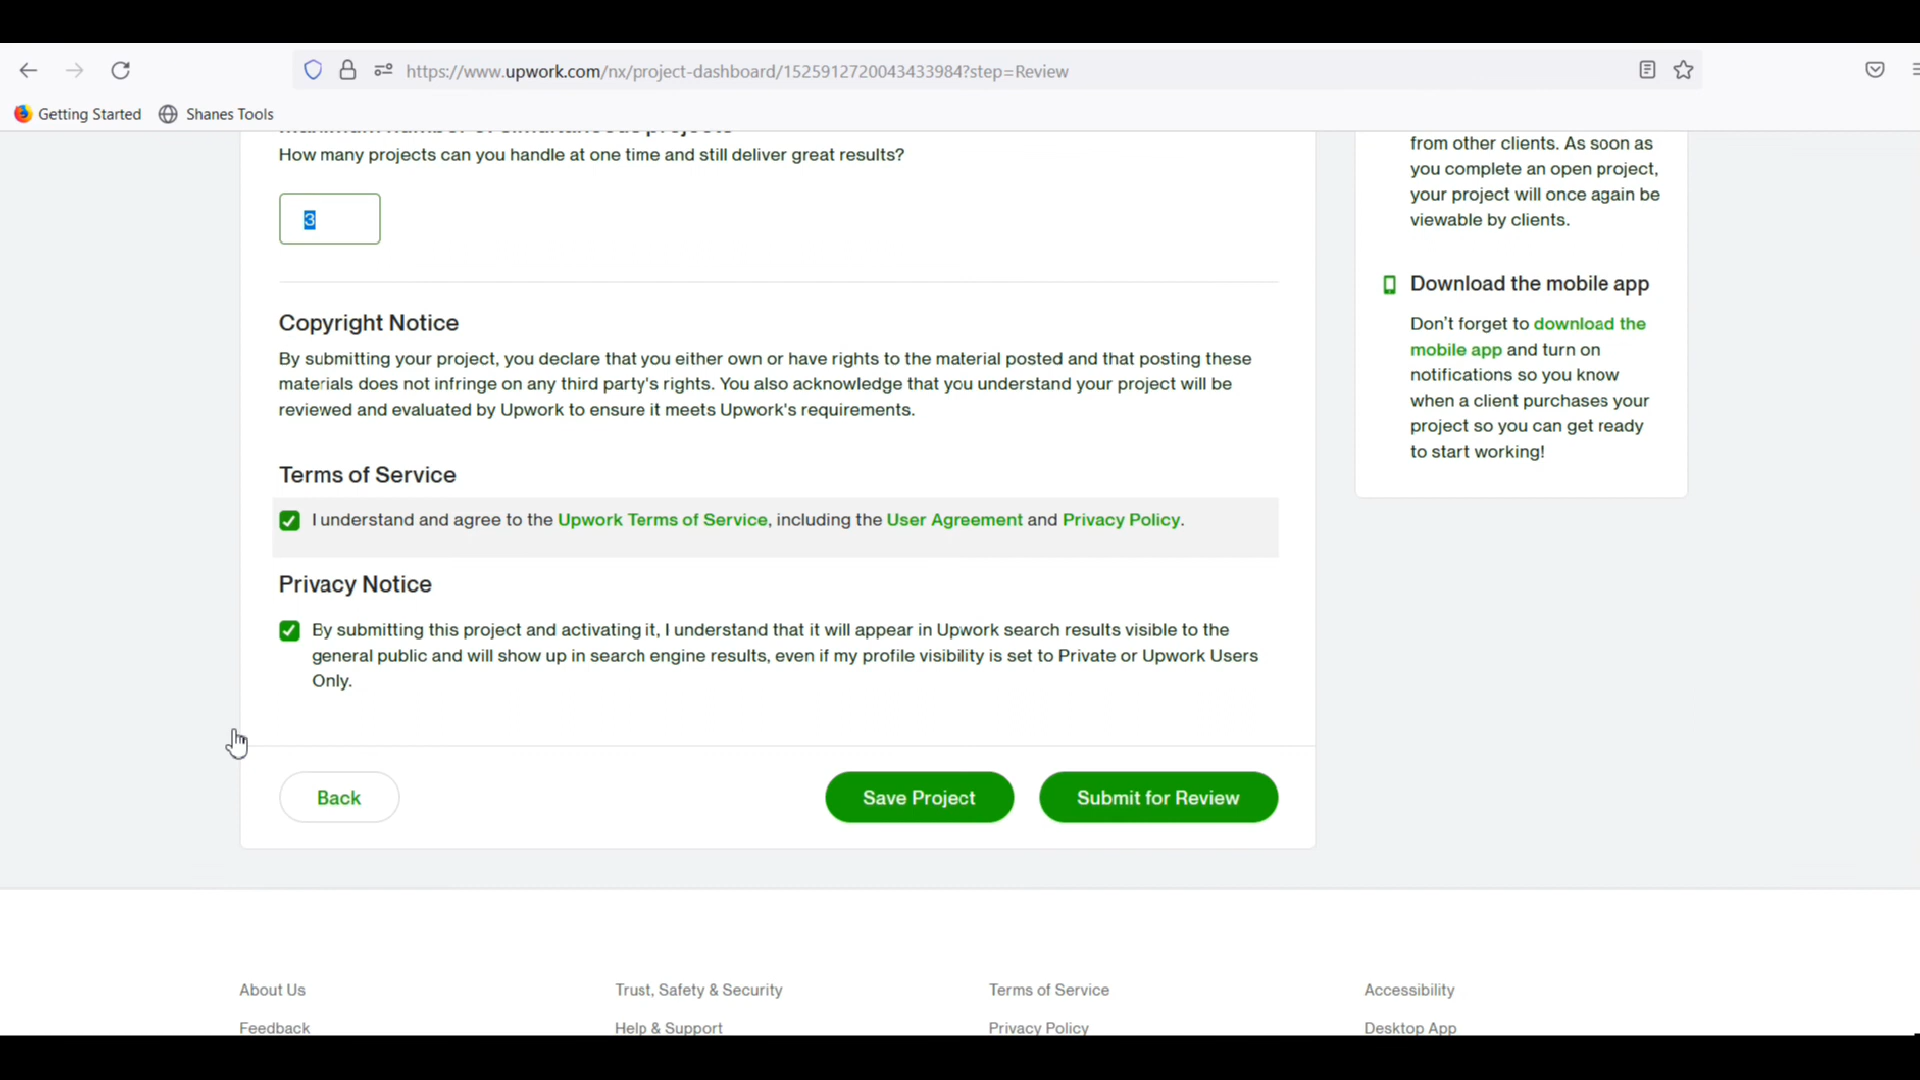 https://www.upwork.com/nx/project-dashboard/1525912720043433984?step=Review
Getting Started
Shanes Tools
Maximum number of simultaneous projects
How many projects can you handle at one time and still deliver great results?
3
Copyright Notice
By submitting your project, you declare that you either own or have rights to the material posted and that posting these
materials does not infringe on any third party's rights. You also acknowledge that you understand your project will be
reviewed and evaluated by Upwork to ensure it meets Upwork's requirements.
Terms of Service
I understand and agree to the Upwork Terms of Service, including the User Agreement and Privacy Policy.
Privacy Notice
By submitting this project and activating it, I understand that it will appear in Upwork search results visible to the
general public and will show up in search engine results, even if my profile visibility is set to Private or Upwork Users
Only.
Back
Save Project
Submit for Review
from other clients. As soon as
you complete an open project,
your project will once again be
viewable by clients.
Download the mobile app
Don't forget to download the
mobile app and turn on
notifications so you know
when a client purchases your
project so you can get ready
to start working!
About Us
Trust, Safety & Security
Terms of Service
Accessibility
Feedback
Help & Support
Privacy Policy
Desktop App